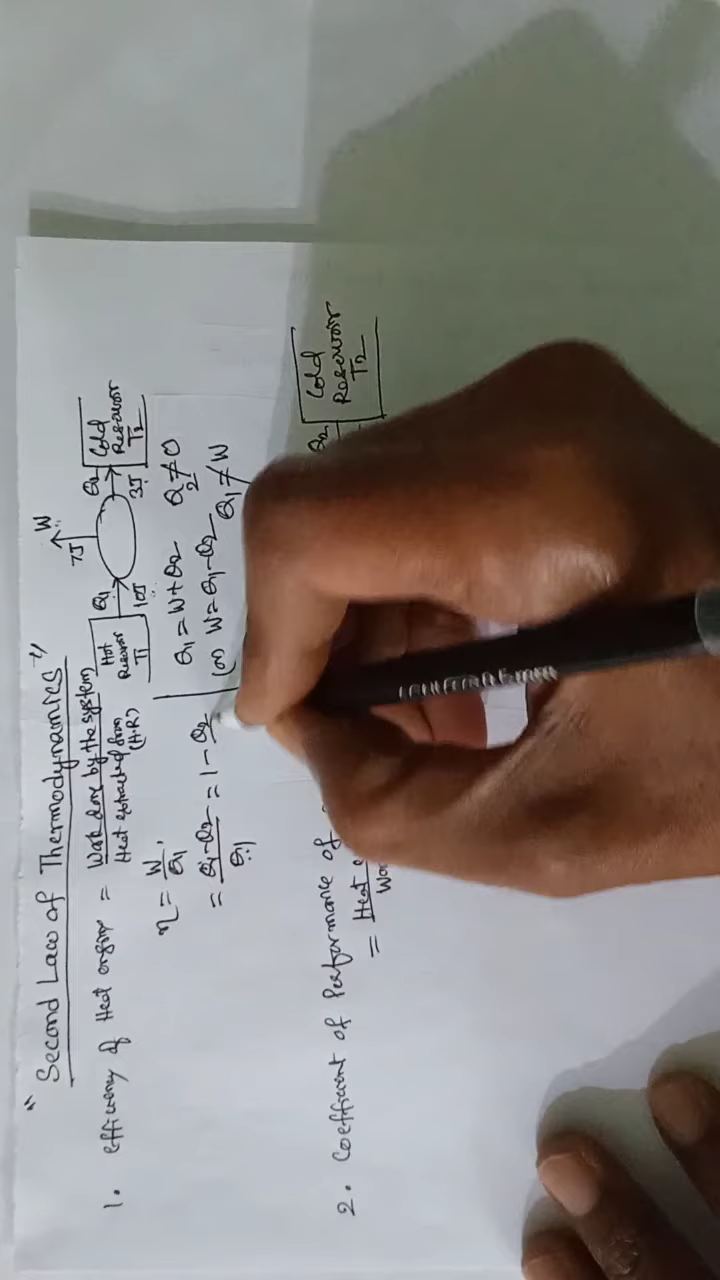 "Second Law of Thermodynamics"
1. efficiency of Heat engine = Work done by the system
Heat extracted from
(H.R)
Hot
Reservoir
T1
Q1
10J
W
7J
Q2
3J
Cold
Reservoir
T2
η = W
Q1
Q1 = W + Q2 Q2 ≠ 0
= Q1 - Q2 = 1 - Q2
Q1
(or) W = Q1 - Q2
Q1 ≠ W
2. Coefficient of Performance of
= Heat
Q2
Cold
Reservoir
T2